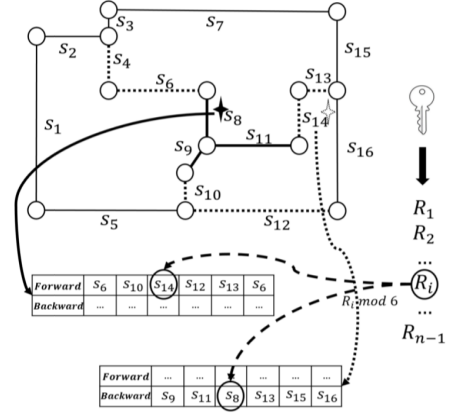 S3 S7
S2
S4 S15
S6 S13
S1 S8
S14
S11
S9 S16
S10
S5 S12
R1
R2
...
Forward S6 S10 S14 S12 S13 S6
Backward ... ... ... ... ... ...
Ri
Ri mod 6
...
Rn−1
Forward ... ... ... ... ... ...
Backward S9 S11 S8 S13 S15 S16